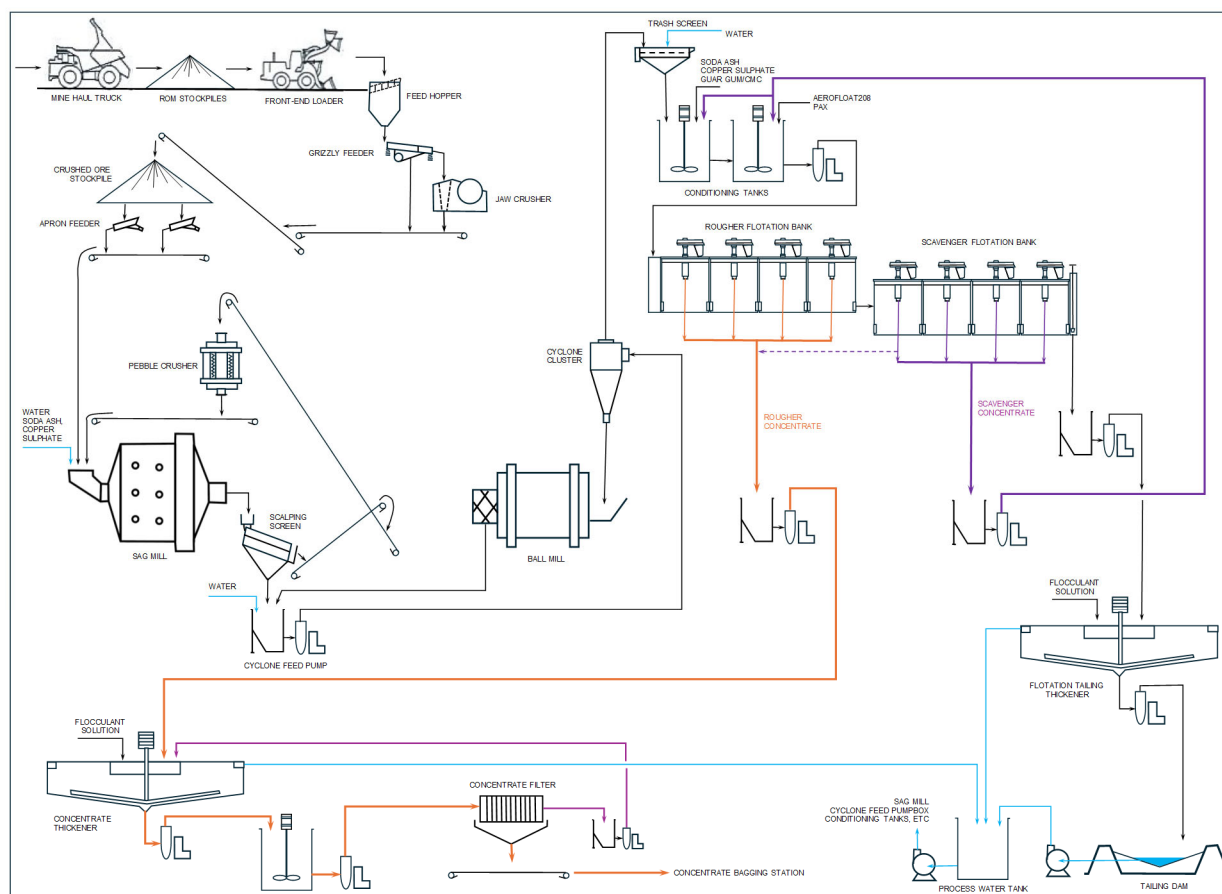 TRASH SCREEN
WATER
SODA ASH
COPPER SULPHATE
GUAR GUM/CMC
AEROFLOAT208
PAX
MINE HAUL TRUCK
ROM STOCKPILES
FRONT-END LOADER
FEED HOPPER
GRIZZLY FEEDER
CRUSHED ORE
STOCKPILE
JAW CRUSHER
CONDITIONING TANKS
APRON FEEDER
ROUGHER FLOTATION BANK
SCAVENGER FLOTATION BANK
PEBBLE CRUSHER
CYCLONE
CLUSTER
WATER
SODA ASH,
COPPER
SULPHATE
ROUGHER
CONCENTRATE
SCAVENGER
CONCENTRATE
SCALPING
SCREEN
SAG MILL
BALL MILL
WATER
CYCLONE FEED PUMP
FLOCCULANT
SOLUTION
FLOTATION TAILING
THICKENER
FLOCCULANT
SOLUTION
CONCENTRATE FILTER
CONCENTRATE
THICKENER
SAG MILL
CYCLONE FEED PUMPBOX
CONDITIONING TANKS, ETC
CONCENTRATE BAGGING STATION
PROCESS WATER TANK
TAILING DAM